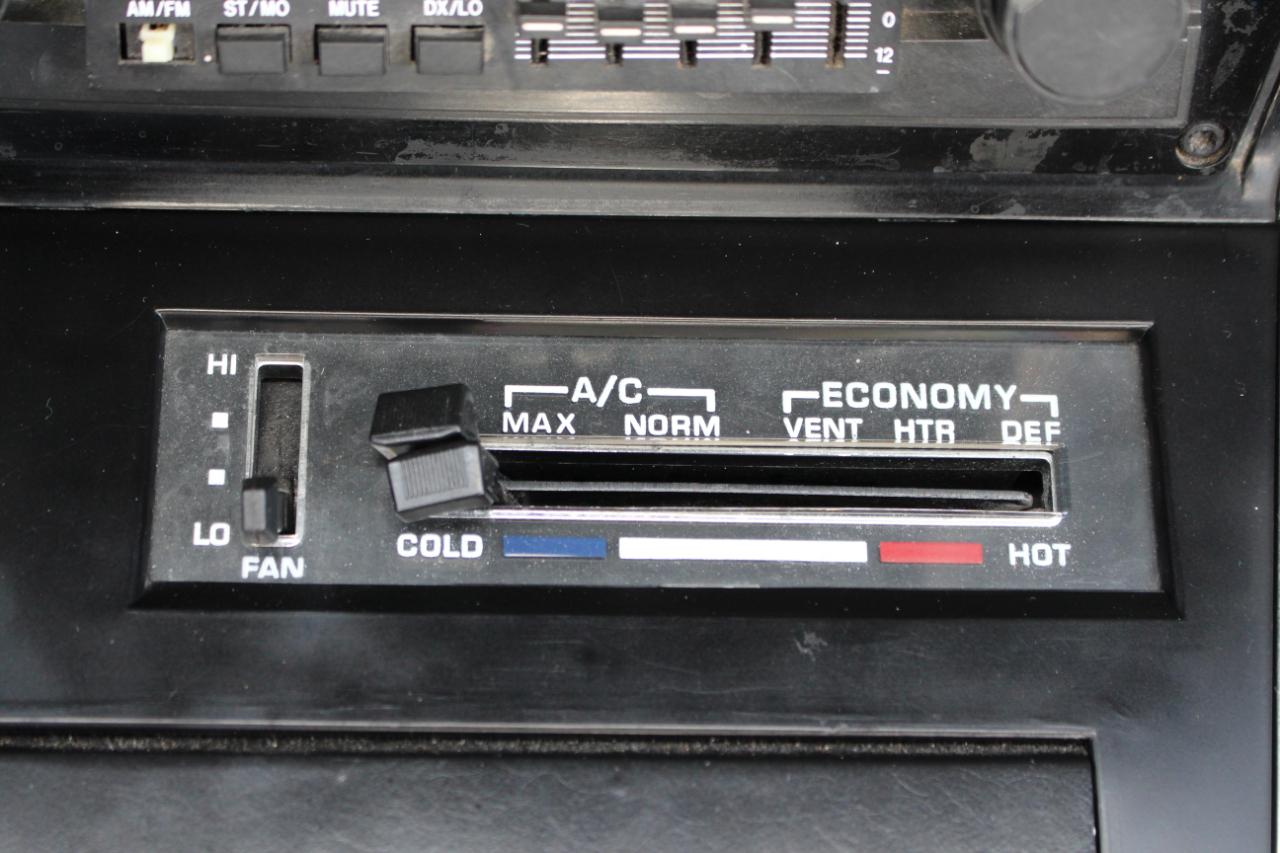 AM/FM ST/MO MUTE DX/LO
0
12
HI
LO
FAN
A/C
MAX NORM
ECONOMY
VENT HTR DEF
COLD HOT